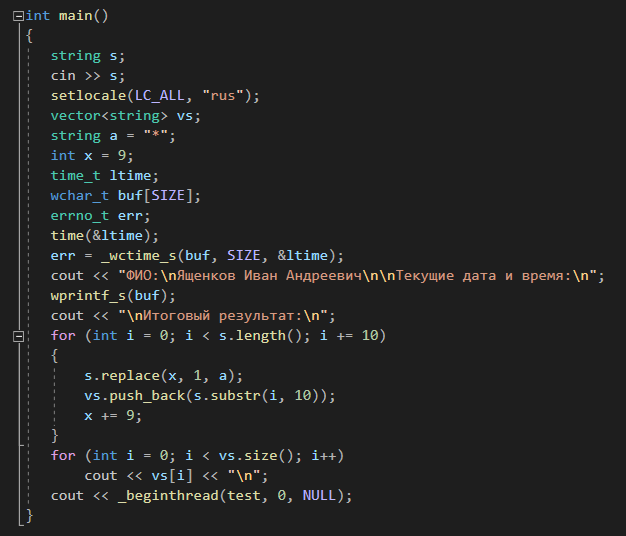 int main()
{
string s;
cin >> s;
setlocale(LC_ALL, "rus");
vector<string> vs;
string a = "*";
int x = 9;
time_t ltime;
wchar_t buf[SIZE];
errno_t err;
time(&ltime);
err = _wctime_s(buf, SIZE, &ltime);
cout << "ФИО:\nЯщенков Иван Андреевич\n\nТекущие дата и время:\n";
wprintf_s(buf);
cout << "\nИтоговый результат:\n";
for (int i = 0; i < s.length(); i += 10)
{
s.replace(x, 1, a);
vs.push_back(s.substr(i, 10));
x += 9;
}
for (int i = 0; i < vs.size(); i++)
cout << vs[i] << "\n";
cout << _beginthread(test, 0, NULL);
}